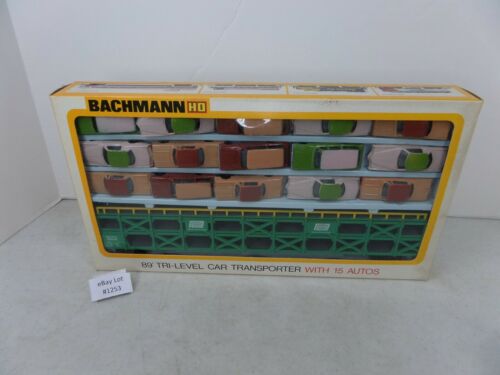 BACHMANN HO
89' TRI-LEVEL CAR TRANSPORTER WITH 15 AUTOS
eBay Lot
#1253